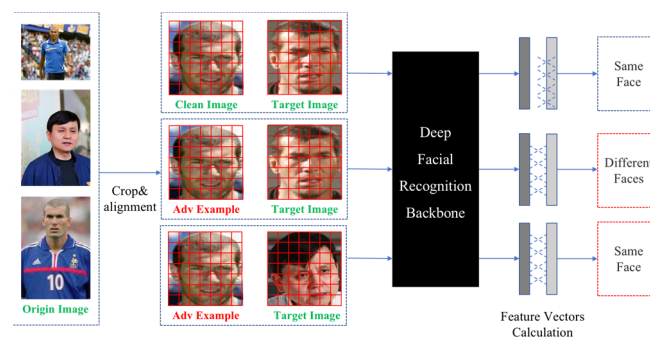 Origin Image
10
Crop&
alignment
Clean Image
Target Image
Adv Example
Target Image
Adv Example
Target Image
Deep
Facial
Recognition
Backbone
Feature Vectors
Calculation
Same
Face
Different
Faces
Same
Face